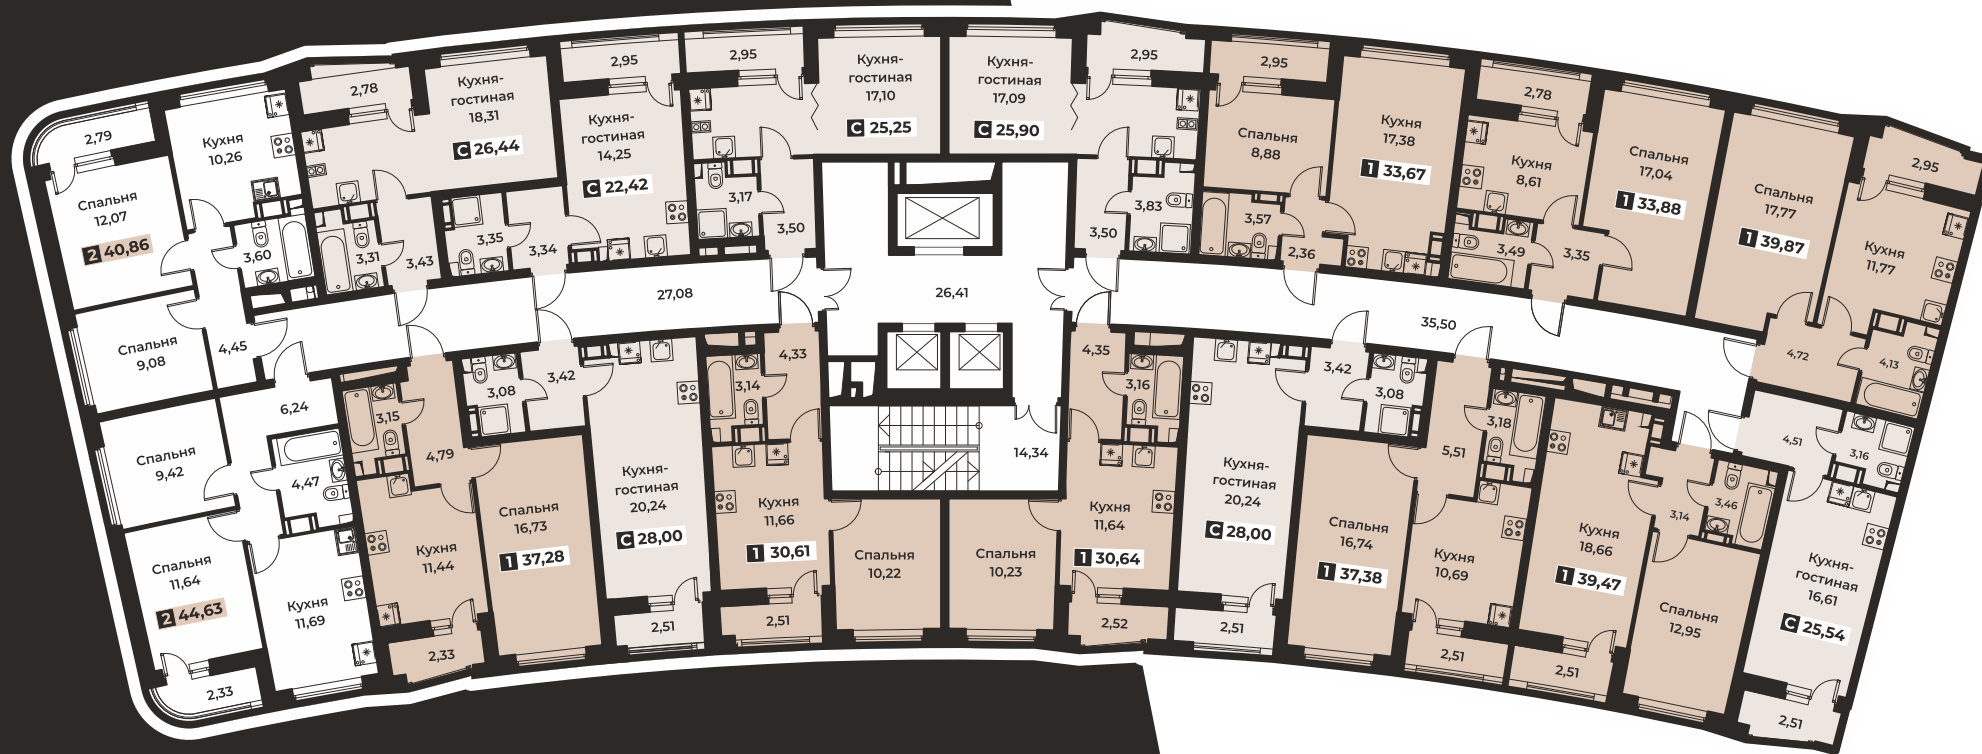 2,79
Спальня
12,07
2 40,86
Кухня
10,26
3,60
Спальня
9,08
4,45
2,78
Кухня-
гостиная
18,31
С 26,44
3,31
3,43
2,95
Кухня-
гостиная
14,25
С 22,42
3,35
3,34
2,95
Кухня-
гостиная
17,10
С 25,25
3,17
3,50
27,08
26,41
Кухня-
гостиная
17,09
С 25,90
2,95
3,83
3,50
2,95
Спальня
8,88
Кухня
17,38
1 33,67
3,57
2,36
2,78
Кухня
8,61
Спальня
17,04
1 33,88
3,49
3,35
Спальня
17,77
1 39,87
2,95
Кухня
11,77
4,72
4,13
35,50
6,24
Спальня
9,42
4,47
Спальня
11,64
2 44,63
Кухня
11,69
2,33
3,15
4,79
Кухня
11,44
Спальня
16,73
1 37,28
2,33
3,08
3,42
Кухня-
гостиная
20,24
С 28,00
2,51
4,33
3,14
Кухня
11,66
1 30,61
Спальня
10,22
2,51
14,34
4,35
3,16
Спальня
10,23
Кухня
11,64
1 30,64
2,52
3,42
3,08
Кухня-
гостиная
20,24
С 28,00
2,51
5,51
3,18
Спальня
16,74
1 37,38
Кухня
10,69
2,51
Кухня
18,66
1 39,47
3,14
3,46
Спальня
12,95
2,51
4,51
3,16
Кухня-
гостиная
16,61
С 25,54
2,51